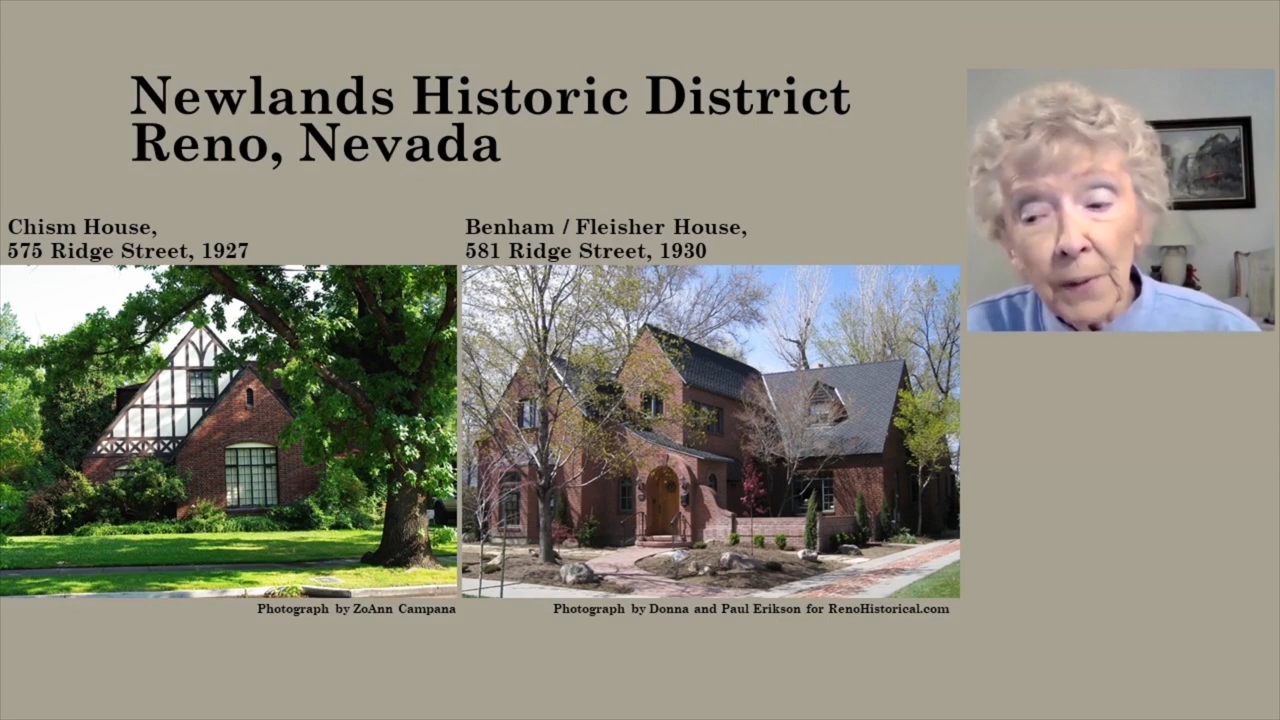 Newlands Historic District
Reno, Nevada
Chism House,
575 Ridge Street, 1927
Benham / Fleisher House,
581 Ridge Street, 1930
Photograph by ZoAnn Campana
Photograph by Donna and Paul Erikson for RenoHistorical.com